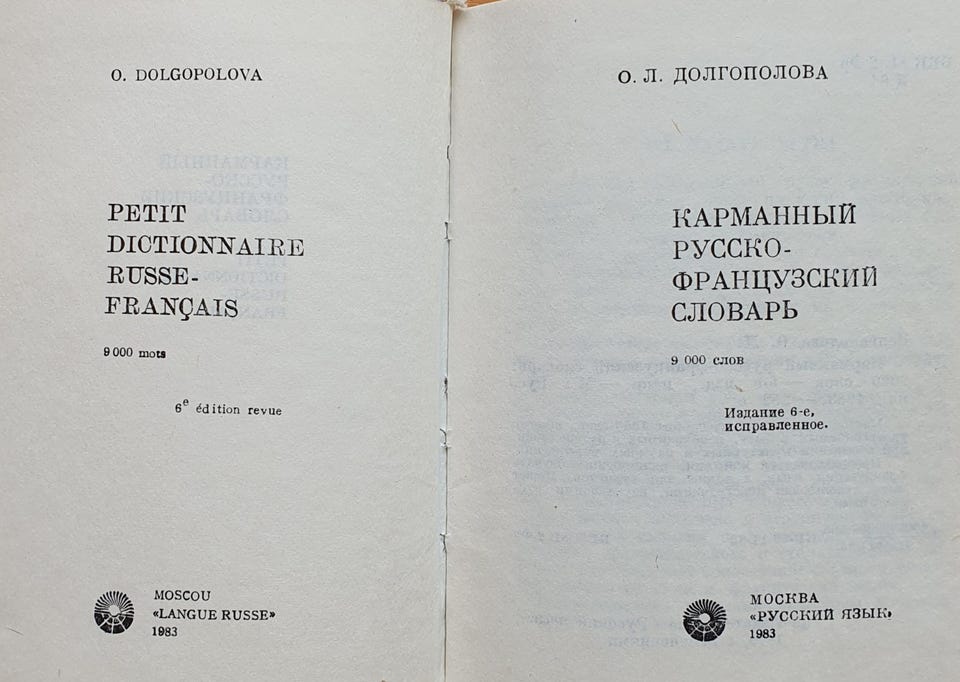 O. DOLGOPOLOVA
PETIT
DICTIONNAIRE
RUSSE-
FRANÇAIS
9 000 mots
6e édition revue
MOSCOU
«LANGUE RUSSE»
1983
О. Л. ДОЛГОПОЛОВА
КАРМАННЫЙ
РУССКО-
ФРАНЦУЗСКИЙ
СЛОВАРЬ
9 000 слов
Издание 6-е,
исправленное.
МОСКВА
«РУССКИЙ ЯЗЫК»
1983